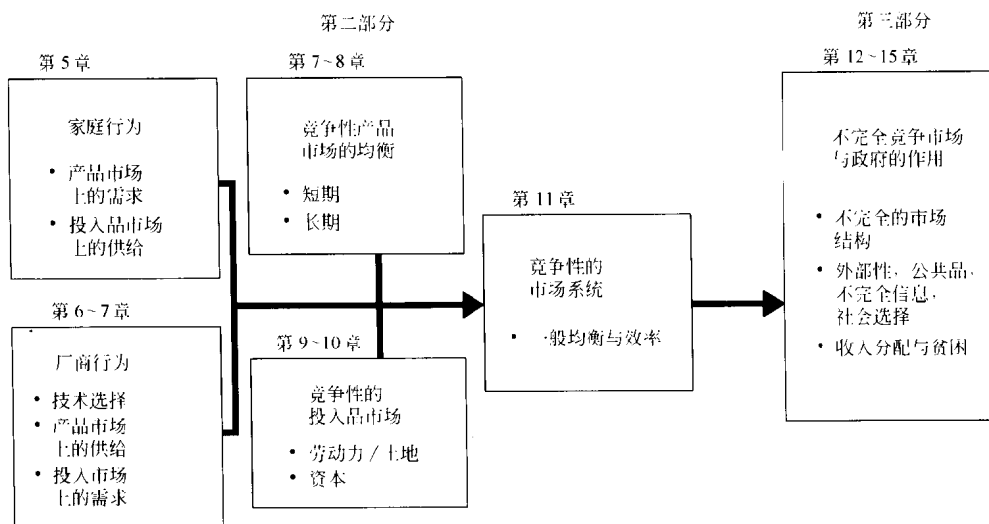 第二部分
第三部分
第 5 章
家庭行为
• 产品市场
上的需求
• 投入品市场
上的供给
第 6~7 章
厂商行为
• 技术选择
• 产品市场
上的供给
• 投入市场
上的需求
第 7~8 章
竞争性产品
市场的均衡
• 短期
• 长期
第 9~10 章
竞争性的
投入品市场
• 劳动力 / 土地
• 资本
第 11 章
竞争性的
市场系统
• 一般均衡与效率
第 12~15 章
不完全竞争市场
与政府的作用
• 不完全的市场
结构
• 外部性，公共品，
不完全信息，
社会选择
• 收入分配与贫困